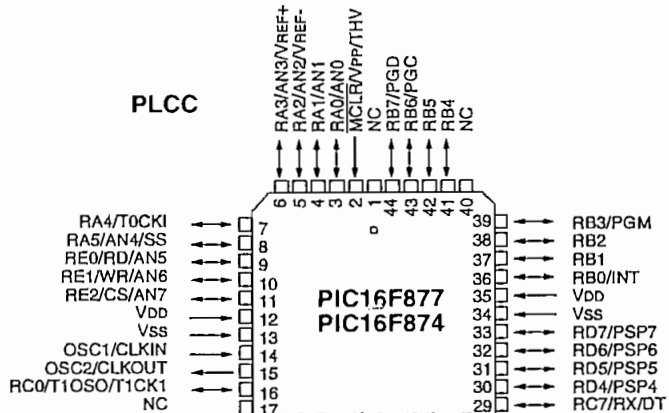 PLCC
RA3/AN3/VREF+
RA2/AN2/VREF-
RA1/AN1
RA0/AN0
MCLR/VPP/THV
NC
RB7/PGD
RB6/PGC
RB5
RB4
NC
6
5
4
3
2
1
44
43
42
41
40
RA4/T0CKI
RA5/AN4/SS
RE0/RD/AN5
RE1/WR/AN6
RE2/CS/AN7
VDD
VSS
OSC1/CLKIN
OSC2/CLKOUT
RC0/T1OSO/T1CK1
NC
7
8
9
10
11
12
13
14
15
16
17
PIC16F877
PIC16F874
39
38
37
36
35
34
33
32
31
30
29
RB3/PGM
RB2
RB1
RB0/INT
VDD
VSS
RD7/PSP7
RD6/PSP6
RD5/PSP5
RD4/PSP4
RC7/RX/DT